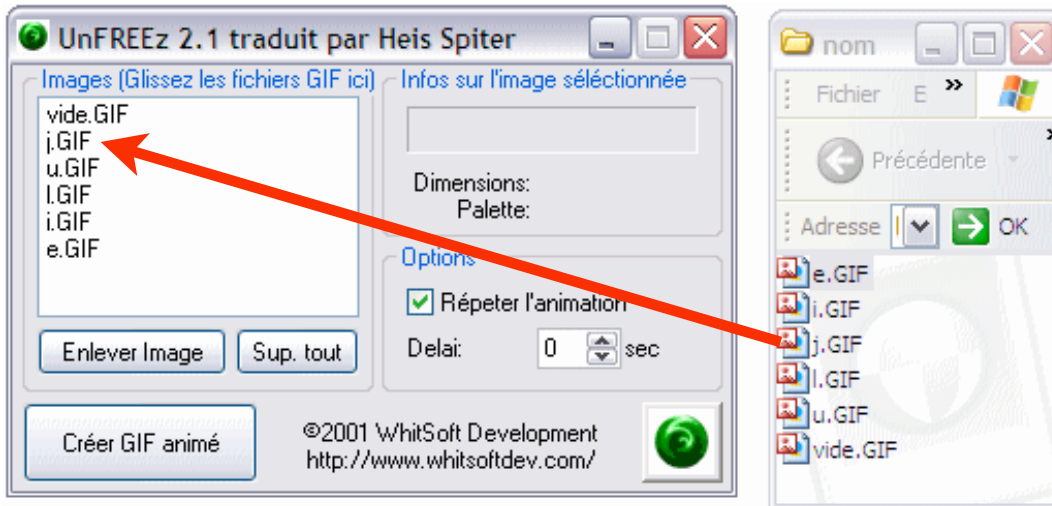 UnFREEz 2.1 traduit par Heis Spiter
Images (Glissez les fichiers GIF ici)
vide.GIF
j.GIF
u.GIF
l.GIF
i.GIF
e.GIF
Enlever Image
Sup. tout
Infos sur l'image séléctionnée
Dimensions:
Palette:
Options
Répeter l'animation
Delai: 0 sec
Créer GIF animé
©2001 WhitSoft Development
http://www.whitsoftdev.com/
nom
Fichier E »
Précédente
Adresse OK
e.GIF
i.GIF
j.GIF
l.GIF
u.GIF
vide.GIF